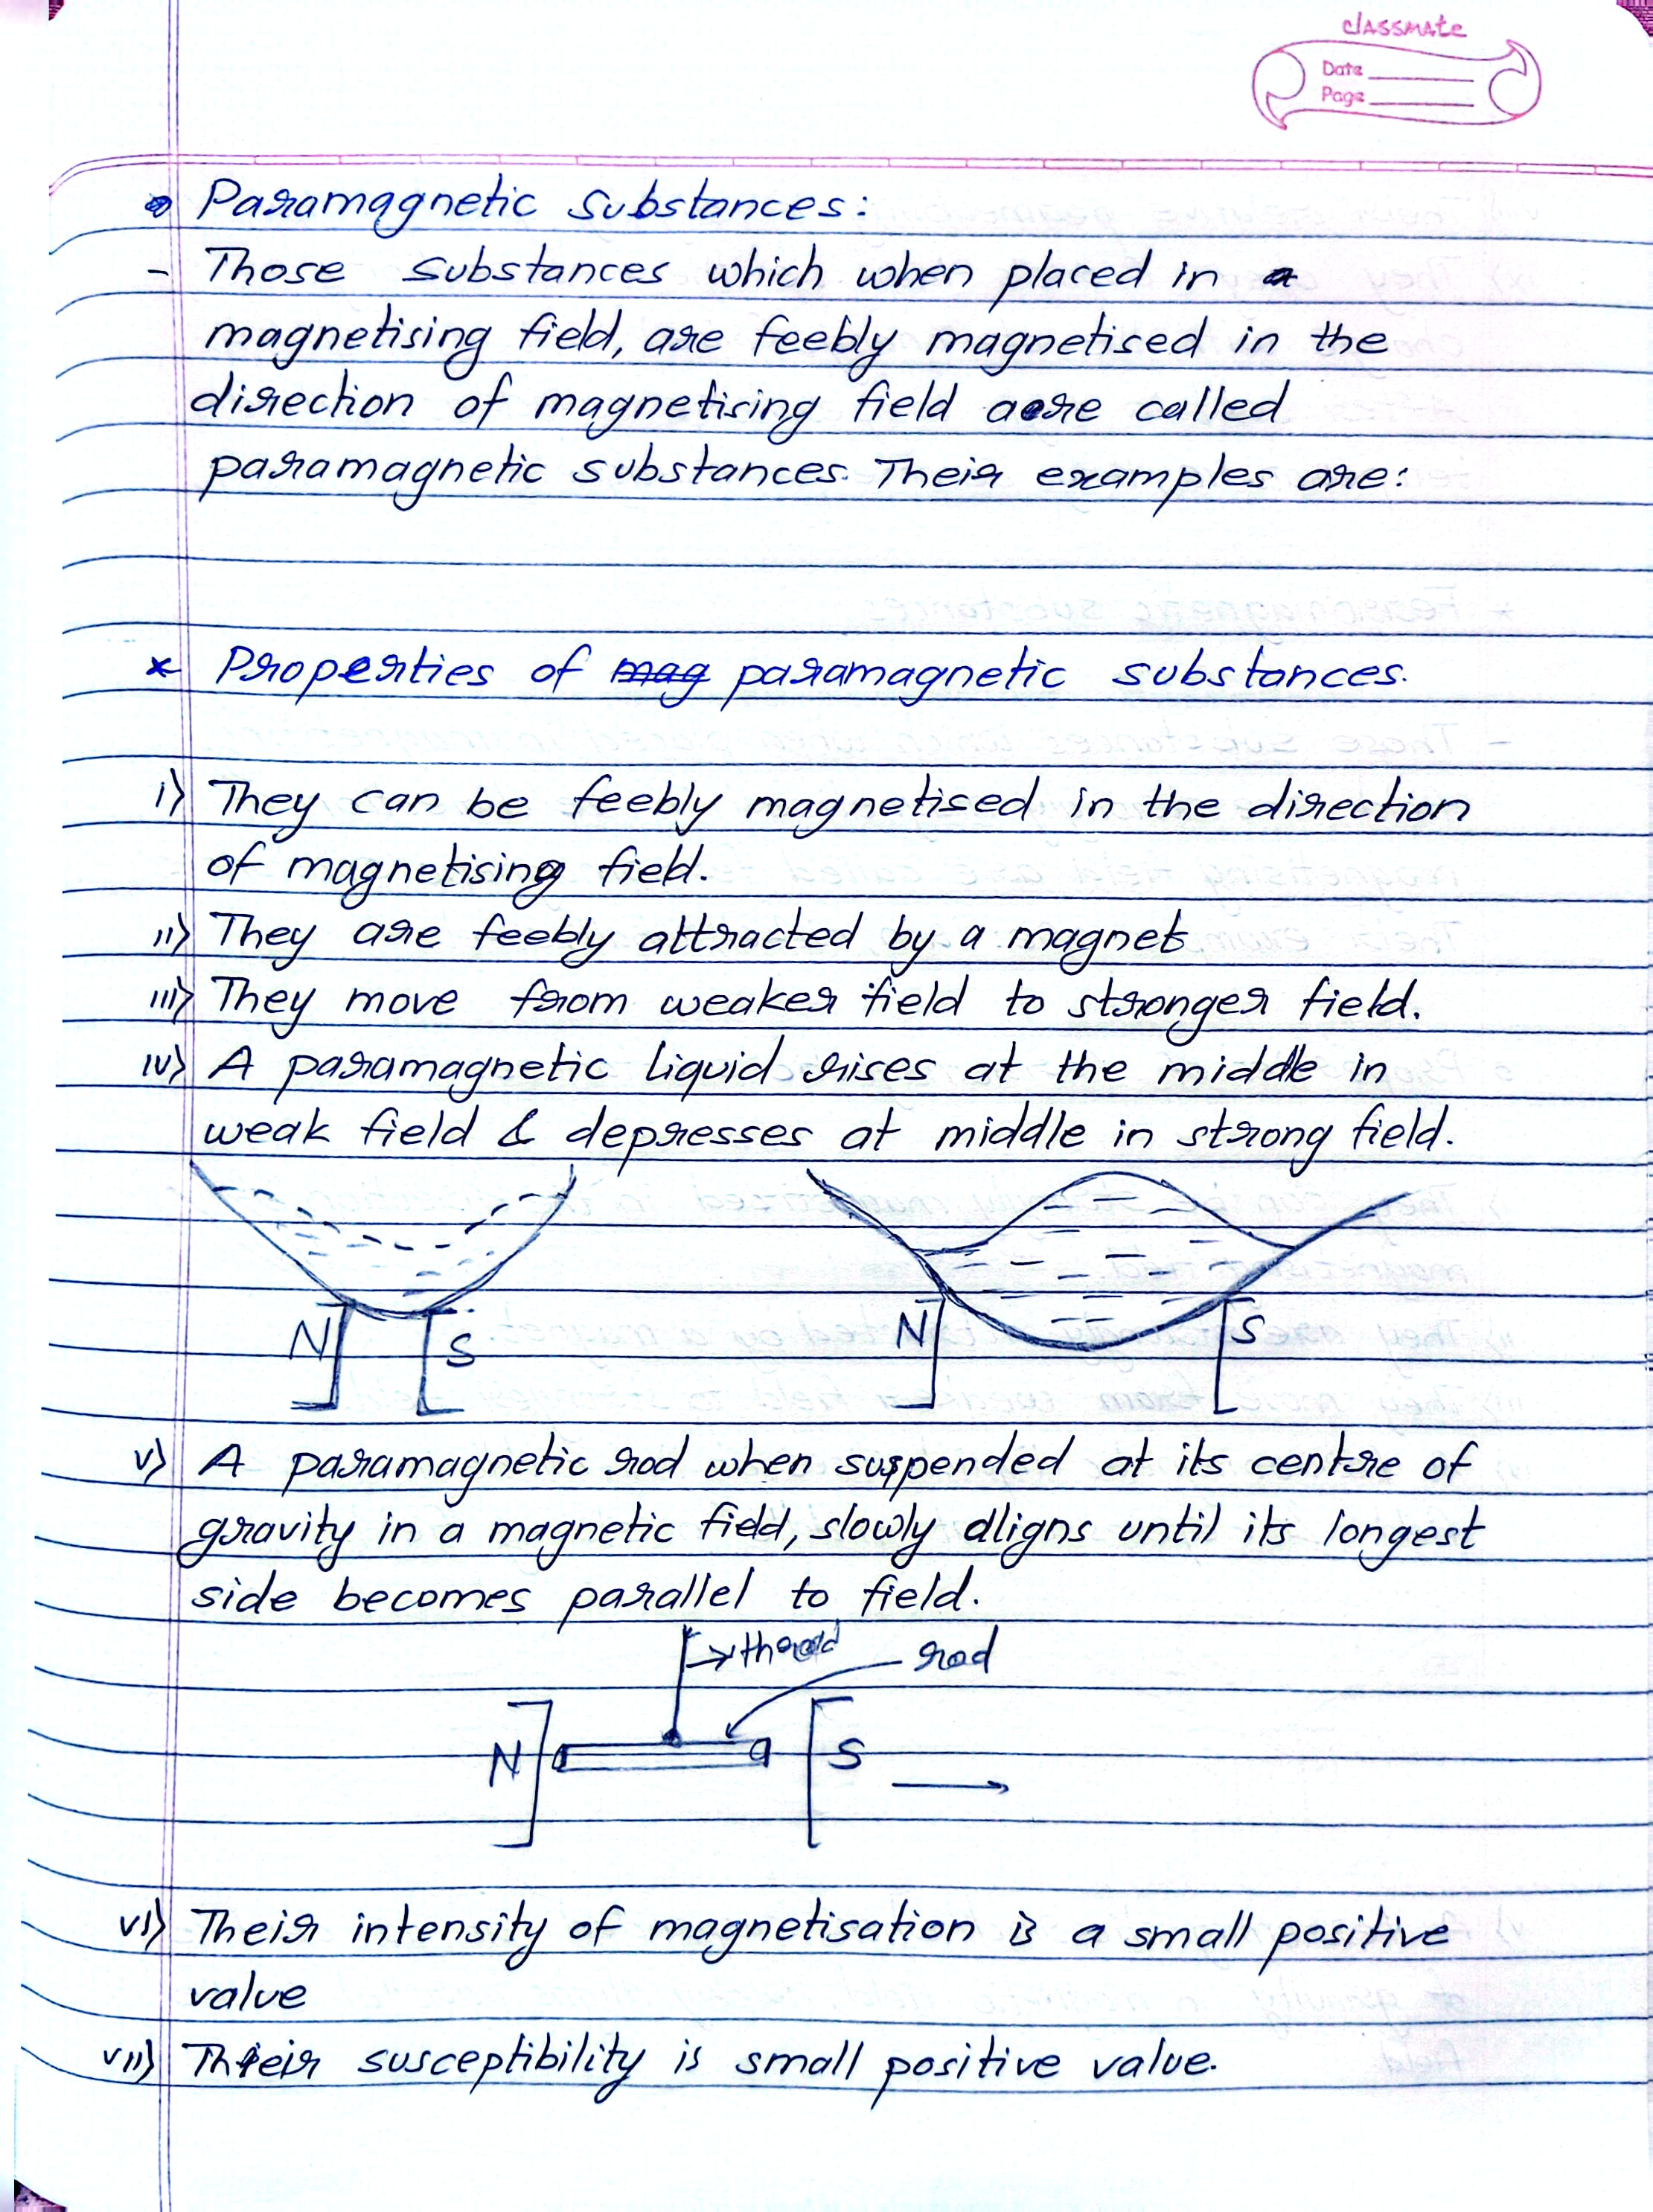 classmate
Date
Page
Paramagnetic Substances:
- Those substances which when placed in a
magnetising field, are feebly magnetised in the
direction of magnetising field are called
paramagnetic substances. Their examples are:
* Properties of mag paramagnetic substances.
i) They can be feebly magnetised in the direction
of magnetising field.
ii) They are feebly attracted by a magnet
iii) They move from weaker field to stronger field.
iv) A paramagnetic liquid rises at the middle in
weak field & depresses at middle in strong field.
N S N S
v) A paramagnetic rod when suspended at its centre of
gravity in a magnetic field, slowly aligns until its longest
side becomes parallel to field.
→ thread rod
N S
vi) Their intensity of magnetisation is a small positive
value
vii) Their susceptibility is small positive value.